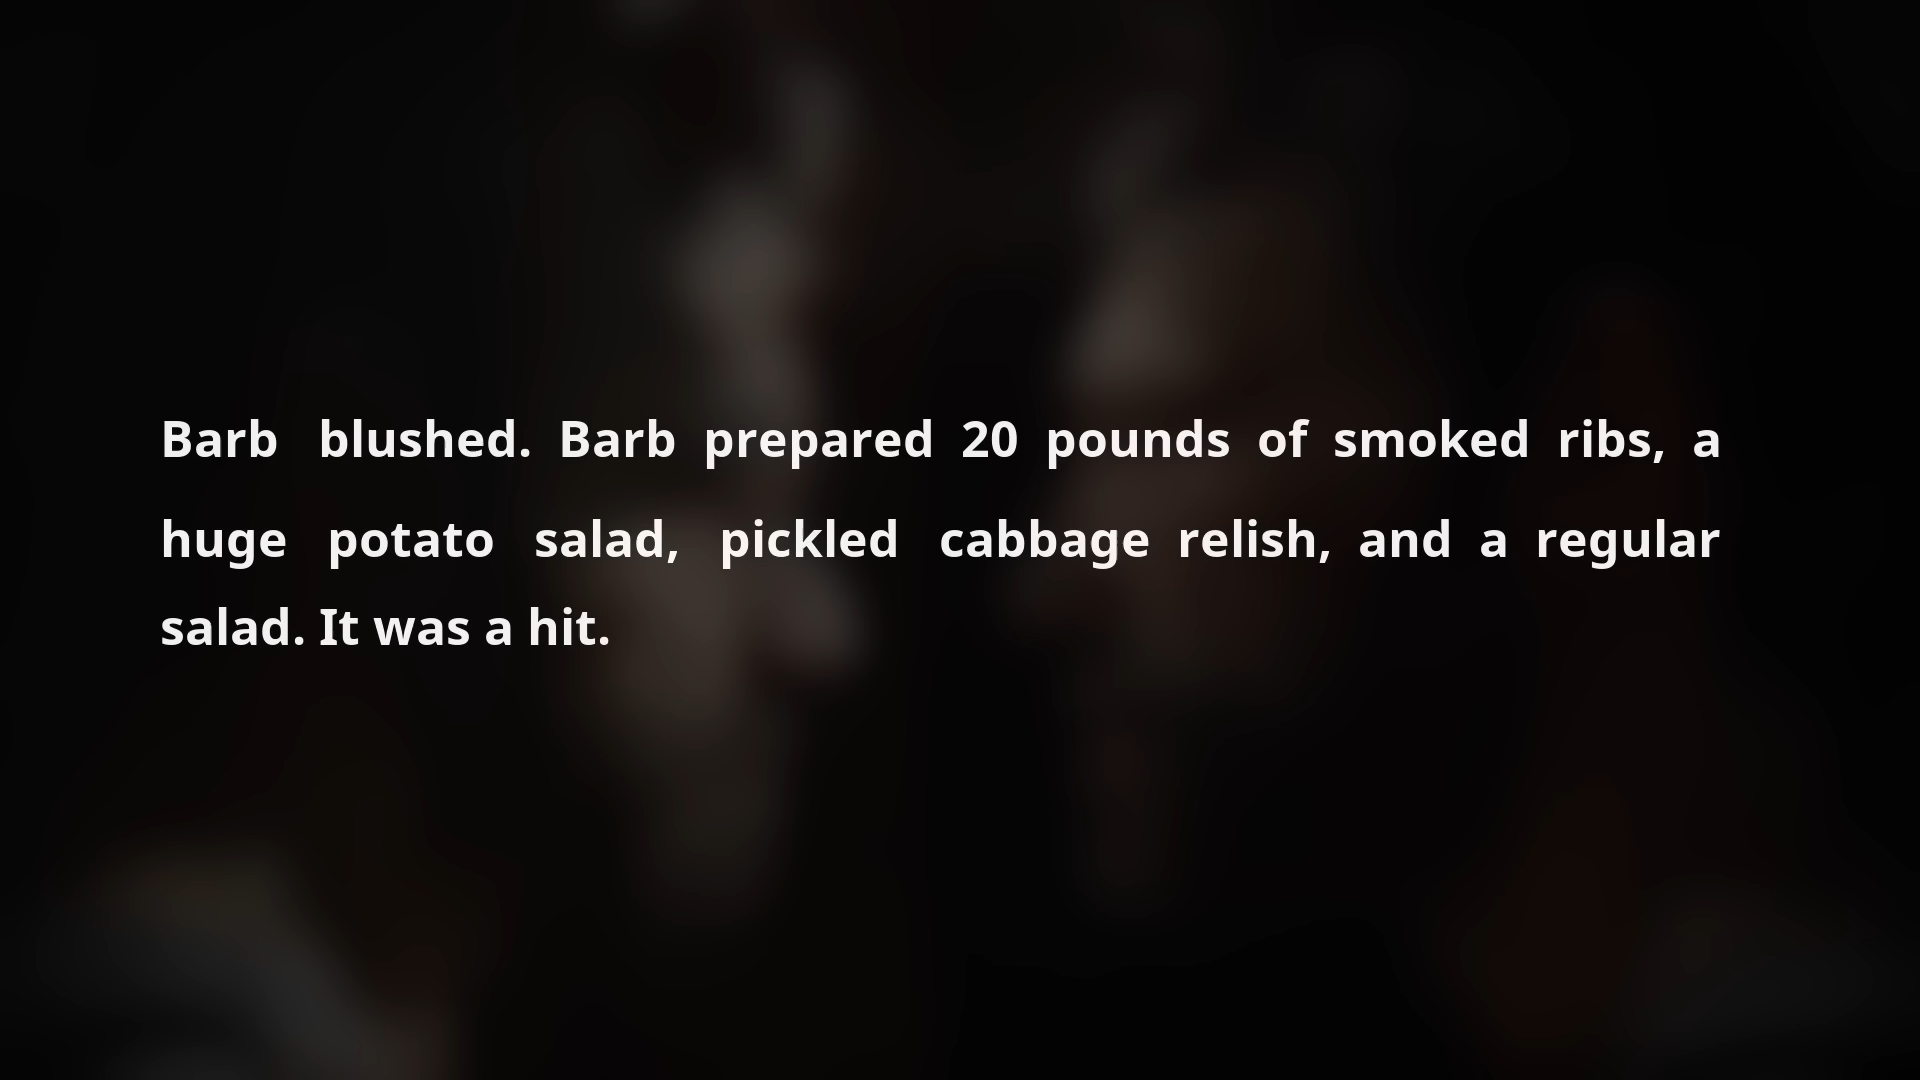 Barb blushed. Barb prepared 20 pounds of smoked ribs, a
huge potato salad, pickled cabbage relish, and a regular
salad. It was a hit.